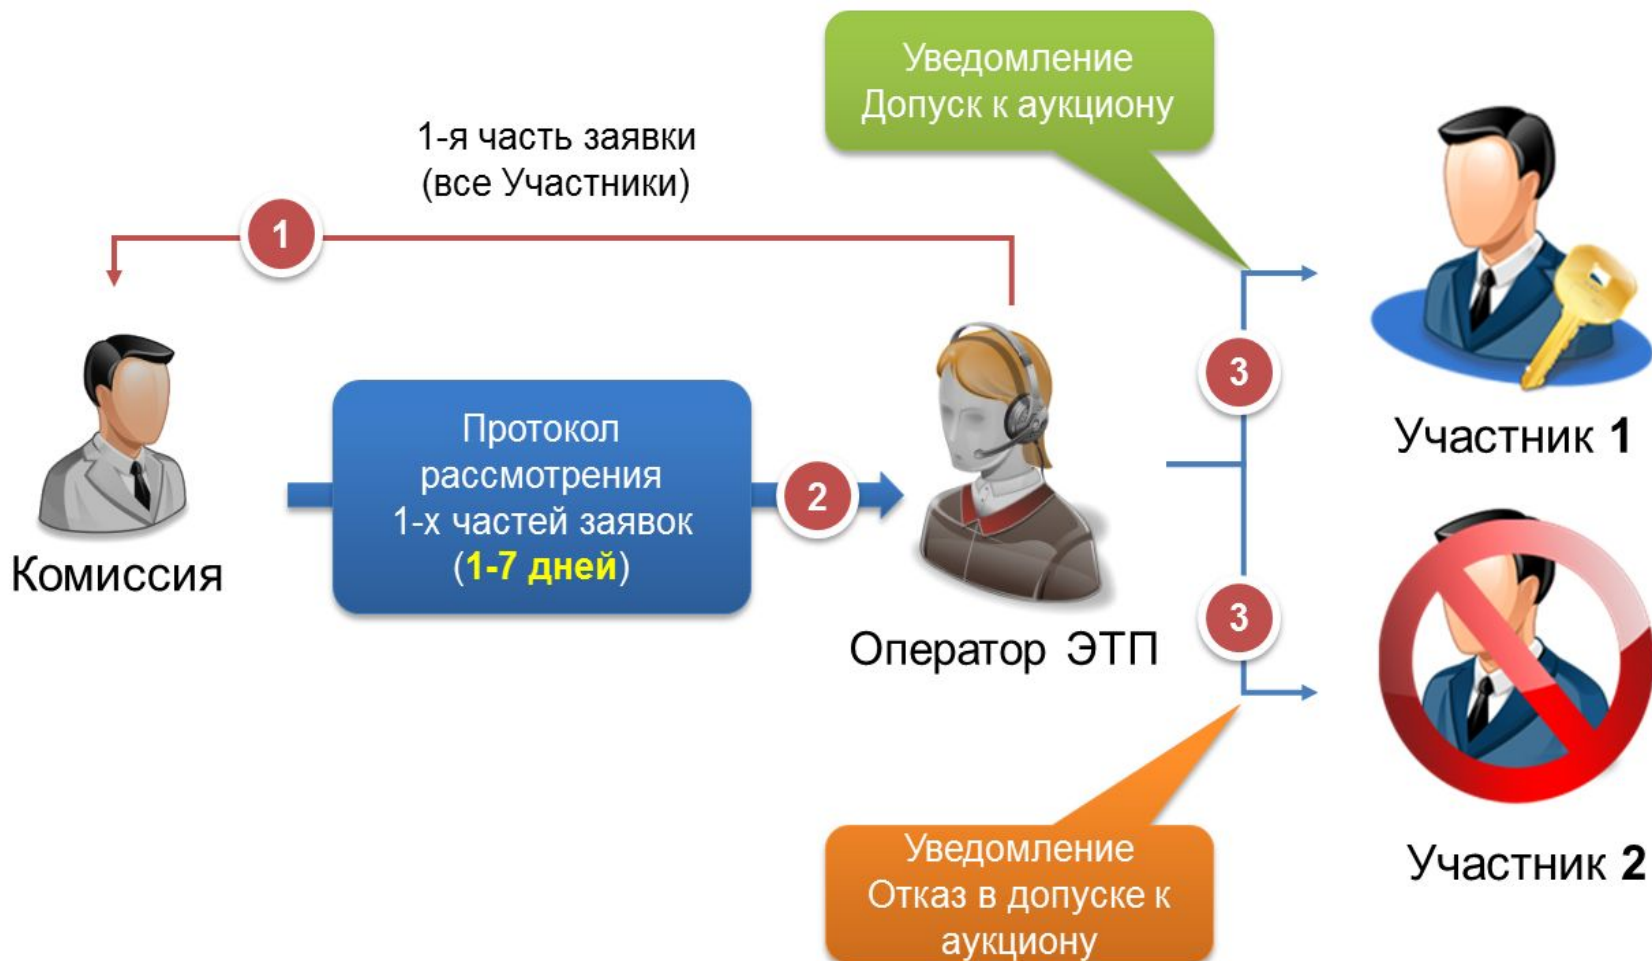 Уведомление
Допуск к аукциону
1-я часть заявки
(все Участники)
1
Протокол
рассмотрения
1-х частей заявок
(1-7 дней)
2
3
3
Участник 1
Комиссия
Оператор ЭТП
Уведомление
Отказ в допуске к
аукциону
Участник 2